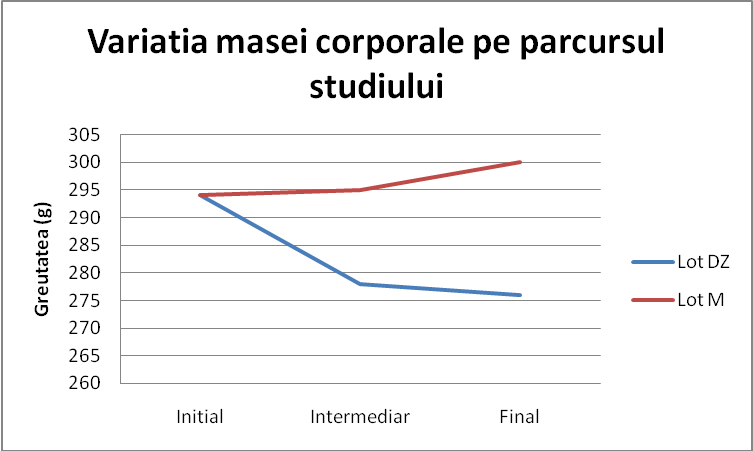 Variatia masei corporale pe parcursul
studiului
Greutatea (g)
305
300
295
290
285
280
275
270
265
260
Initial Intermediar Final
Lot DZ
Lot M